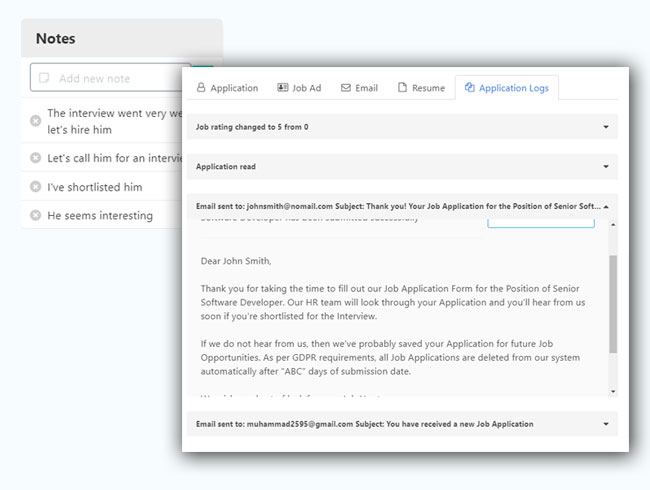 Notes
Add new note
The interview went very we
let's hire him
Let's call him for an intervie
I've shortlisted him
He seems interesting
Application
Job Ad
Email
Resume
Application Logs
Job rating changed to 5 from 0
Application read
Email sent to: johnsmith@nomail.com Subject: Thank you! Your Job Application for the Position of Senior Soft...
Software Developer has been submitted successfully
Dear John Smith,
Thank you for taking the time to fill out our Job Application Form for the Position of Senior
Software Developer. Our HR team will look through your Application and you'll hear from us
soon if you're shortlisted for the Interview.
If we do not hear from us, then we've probably saved your Application for future Job
Opportunities. As per GDPR requirements, all Job Applications are deleted from our system
automatically after "ABC" days of submission date.
Email sent to: muhammad2595@gmail.com Subject: You have received a new Job Application